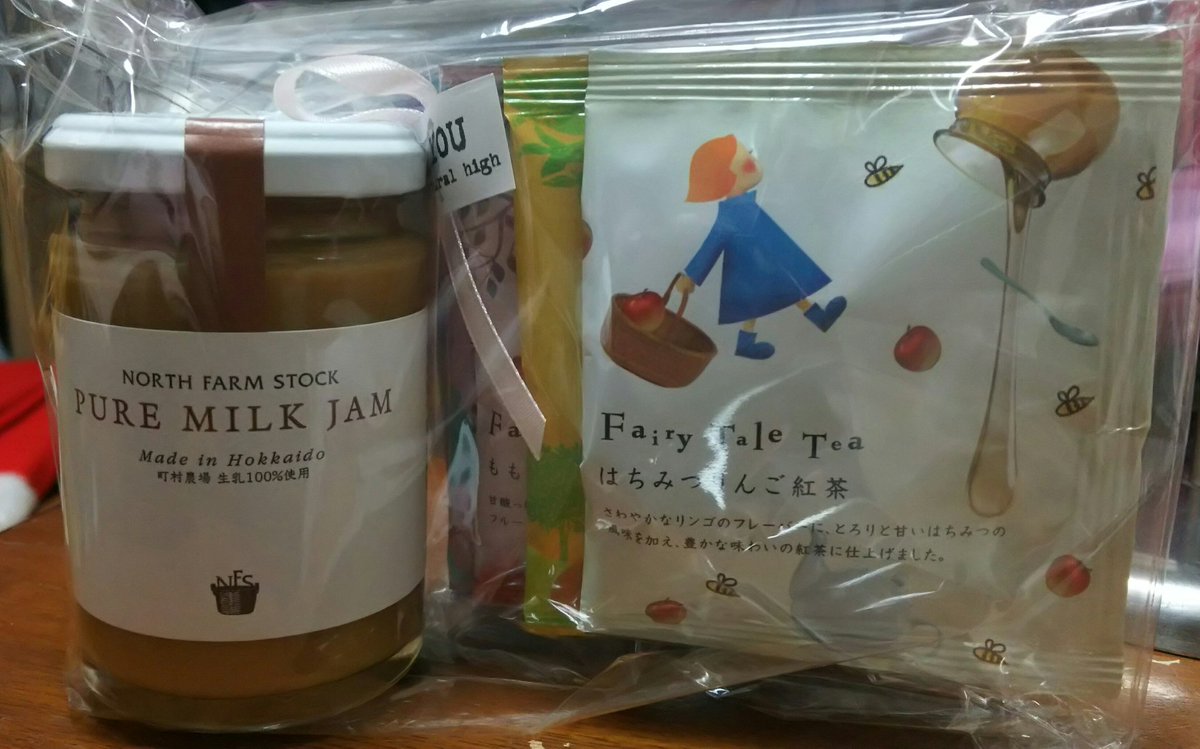 NORTH FARM STOCK
PURE MILK JAM
Made in Hokkaido
町村農場 生乳100%使用
NFS
YOU
high
もも
Fairy Tale Tea
はちみつりんご紅茶
さわやかなリンゴのフレーバーに、とろりと甘いはちみつの
風味を加え、豊かな味わいの紅茶に仕上げました。